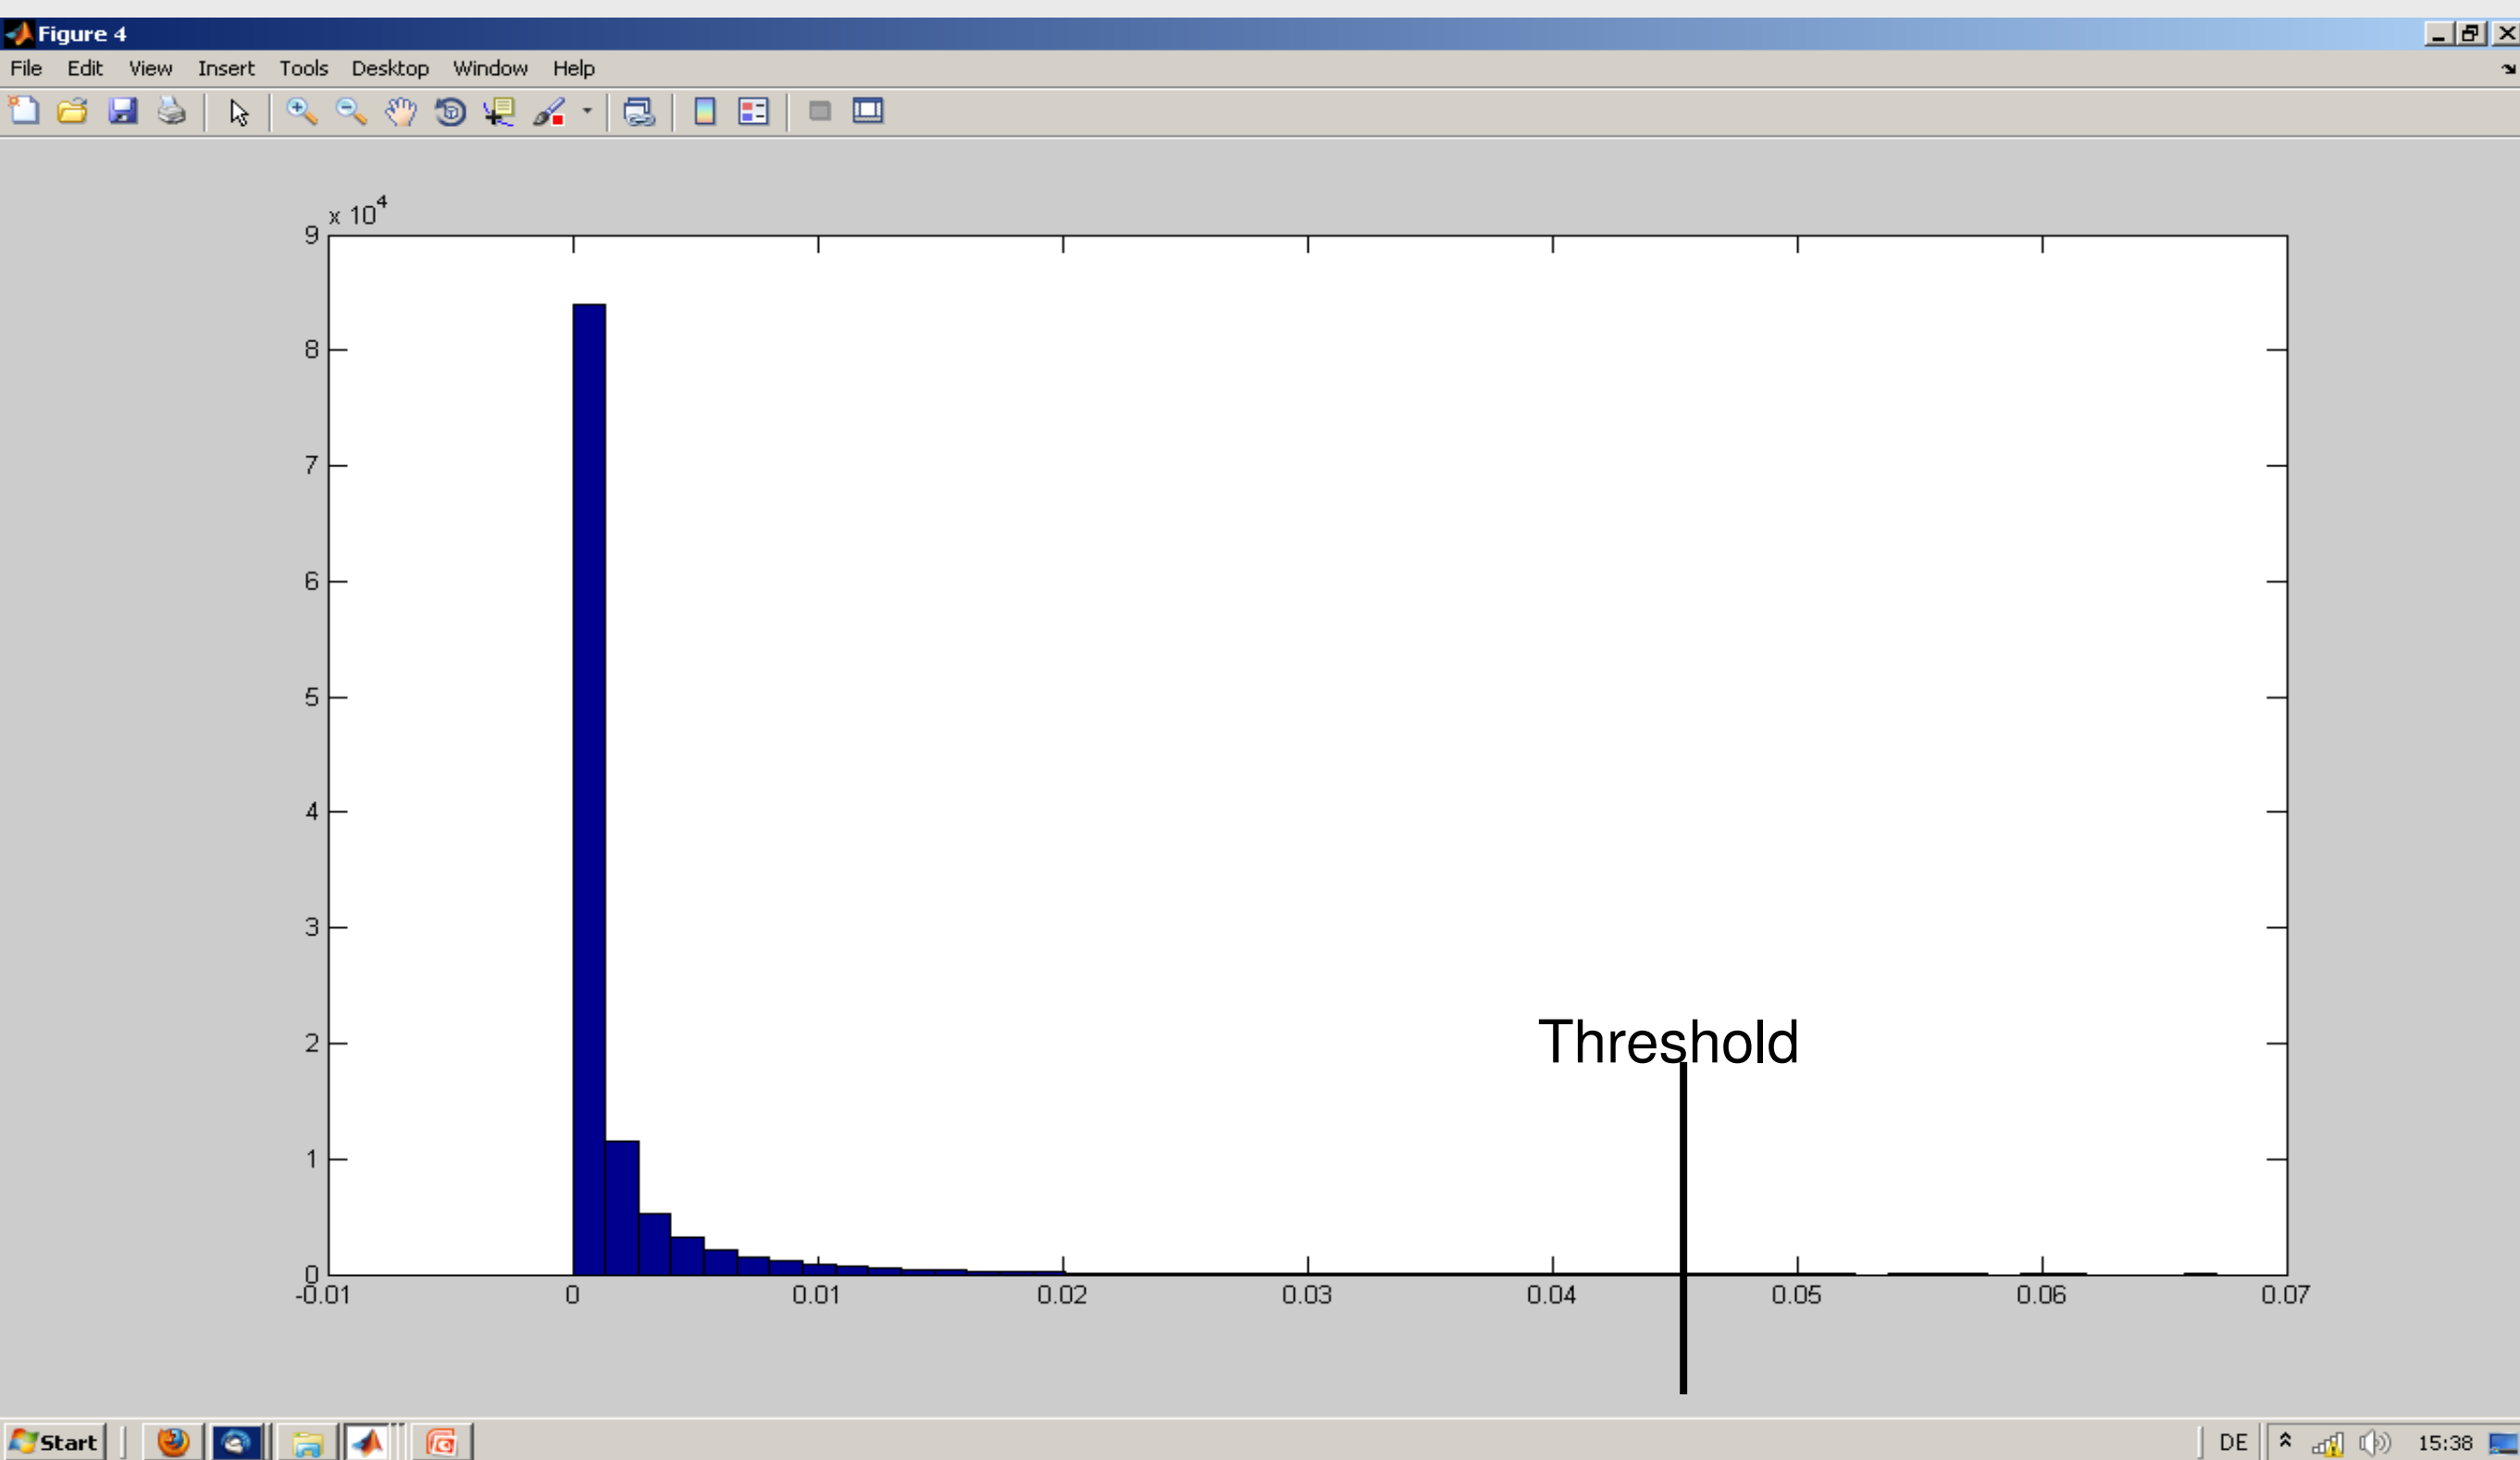 Figure 4
File Edit View Insert Tools Desktop Window Help
x 10^4
9
8
7
6
5
4
3
2
1
0
Threshold
-0.01 0 0.01 0.02 0.03 0.04 0.05 0.06 0.07
Start DE 15:38